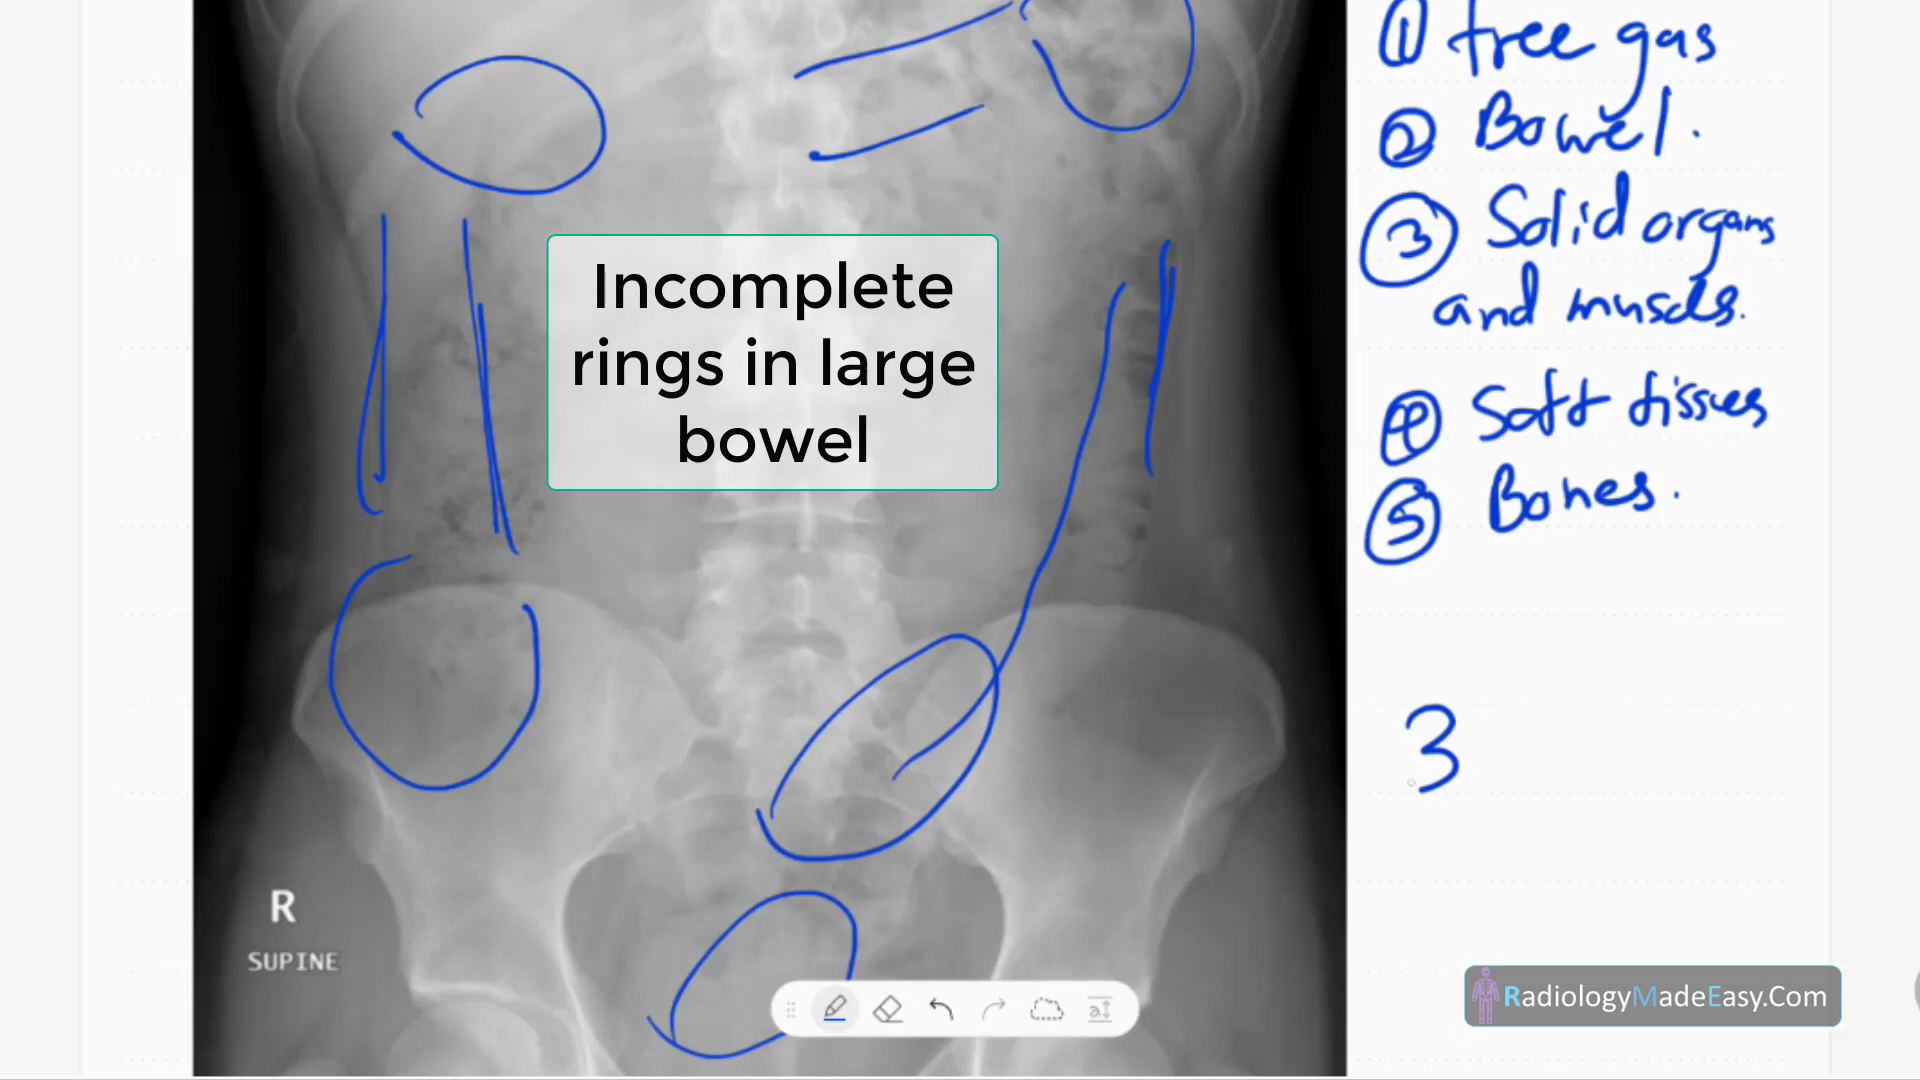 ① free gas
② Bowel.
③ Solid organs
and muscles.
④ Soft tissues
⑤ Bones.
Incomplete
rings in large
bowel
3
R
SUPINE
RadiologyMadeEasy.Com